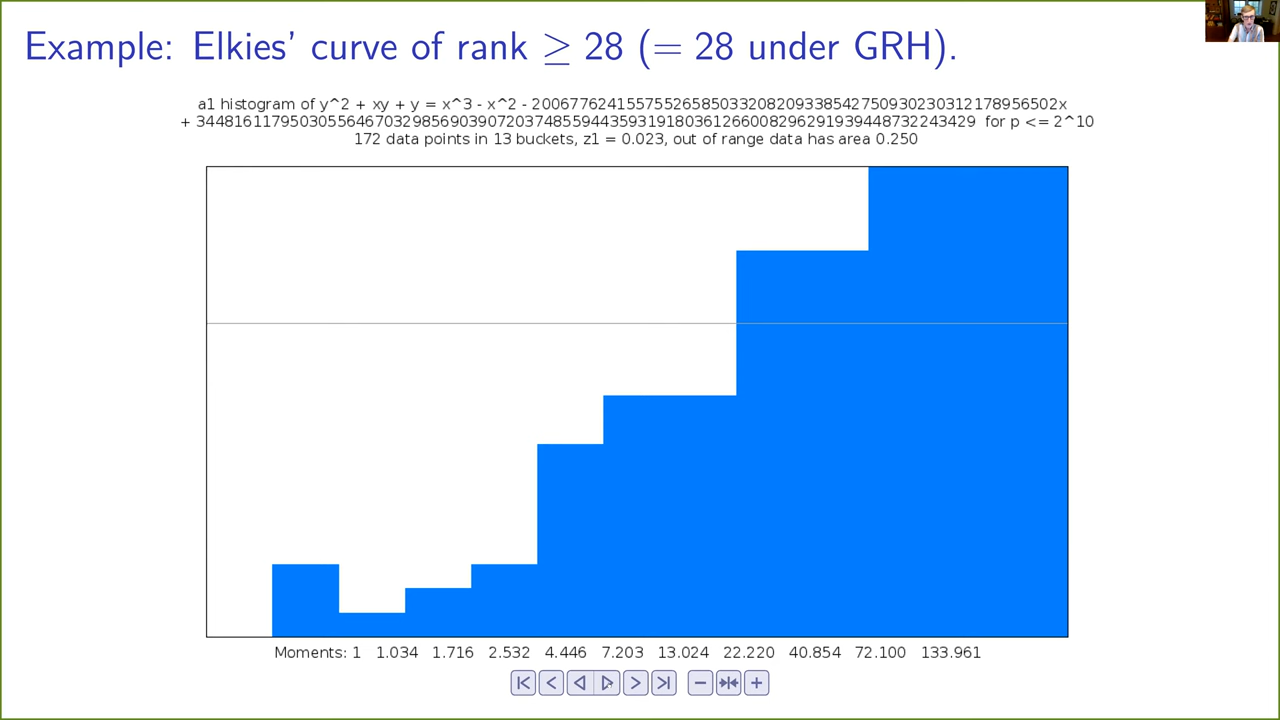 Example: Elkies' curve of rank ≥ 28 (= 28 under GRH).
a1 histogram of y^2 + xy + y = x^3 - x^2 - 20067762415575526585033208209338542750930230312178956502x
+ 34481611795030556467032985690390720374855944359319180361266008296291939448732243429 for p <= 2^10
172 data points in 13 buckets, z1 = 0.023, out of range data has area 0.250
Moments: 1 1.034 1.716 2.532 4.446 7.203 13.024 22.220 40.854 72.100 133.961